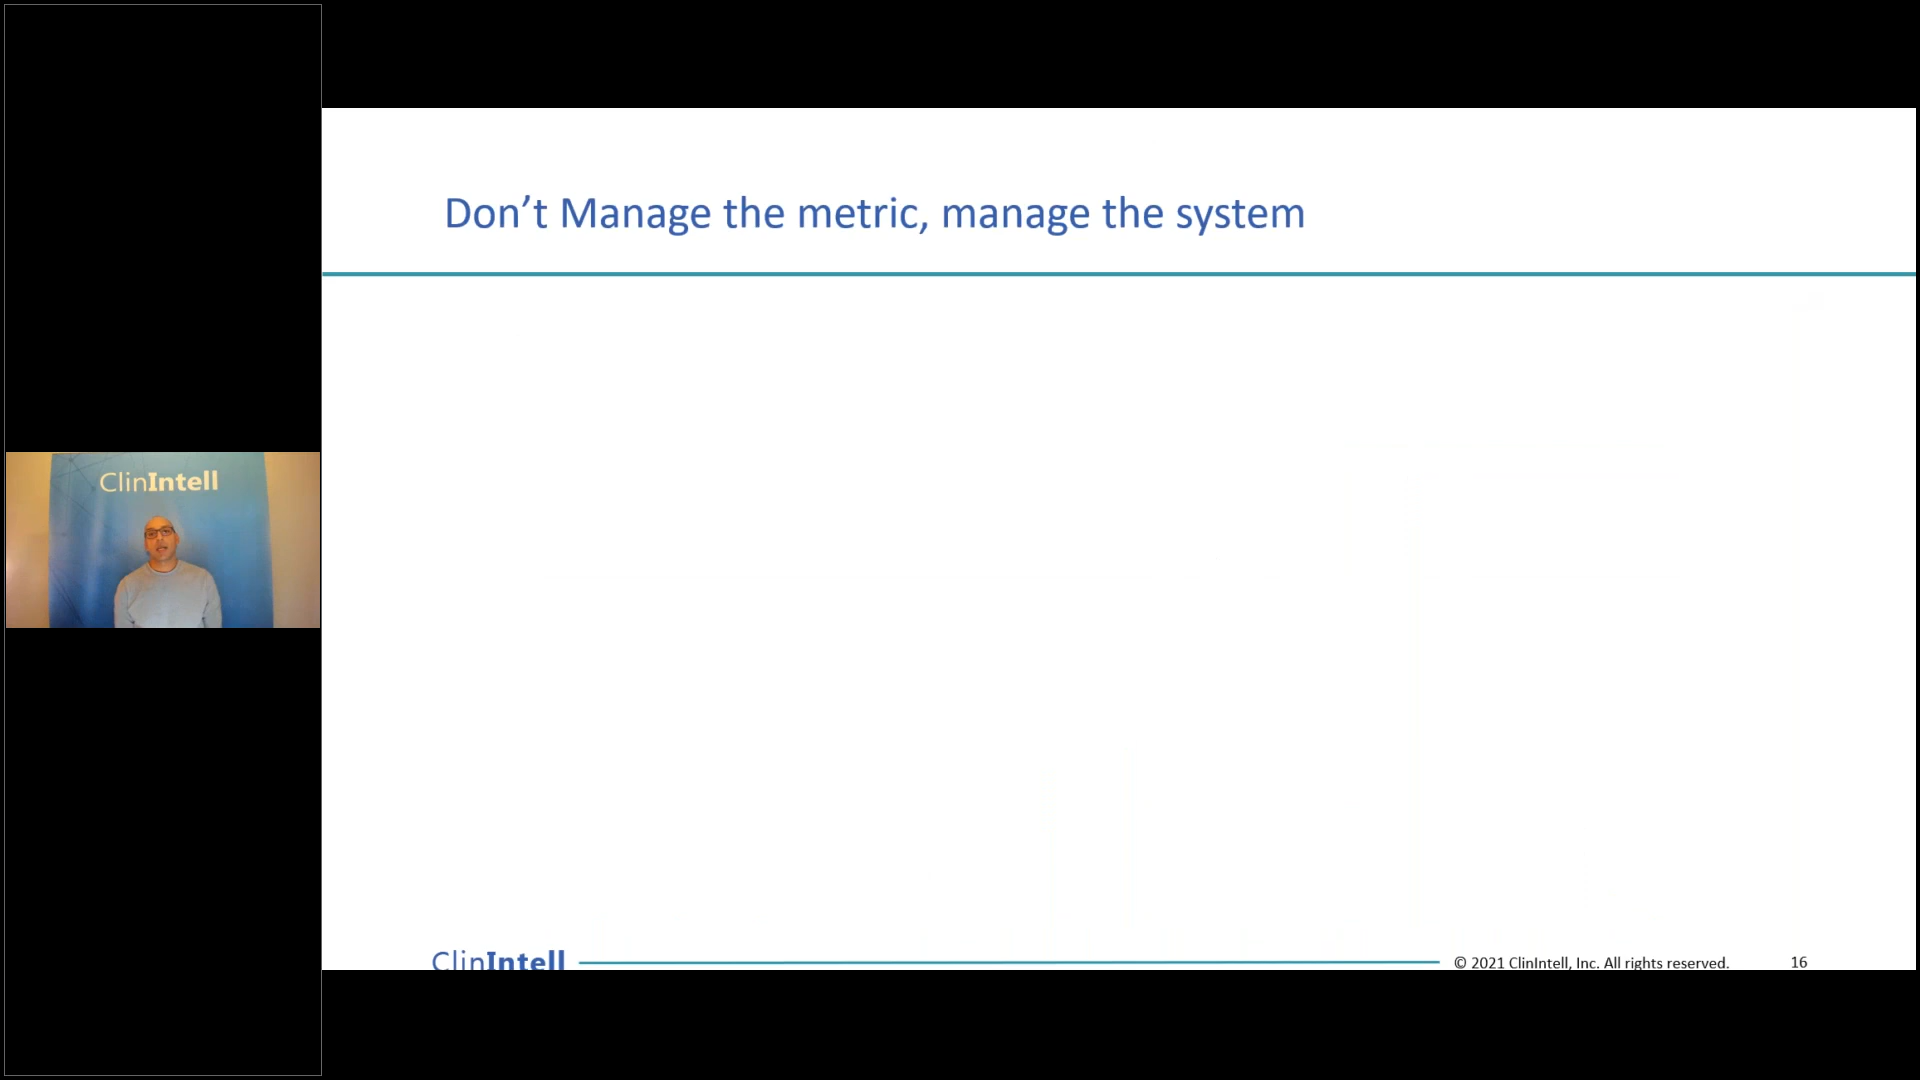 Don’t Manage the metric, manage the system
ClinIntell
ClinIntell
© 2021 ClinIntell, Inc. All rights reserved.
16